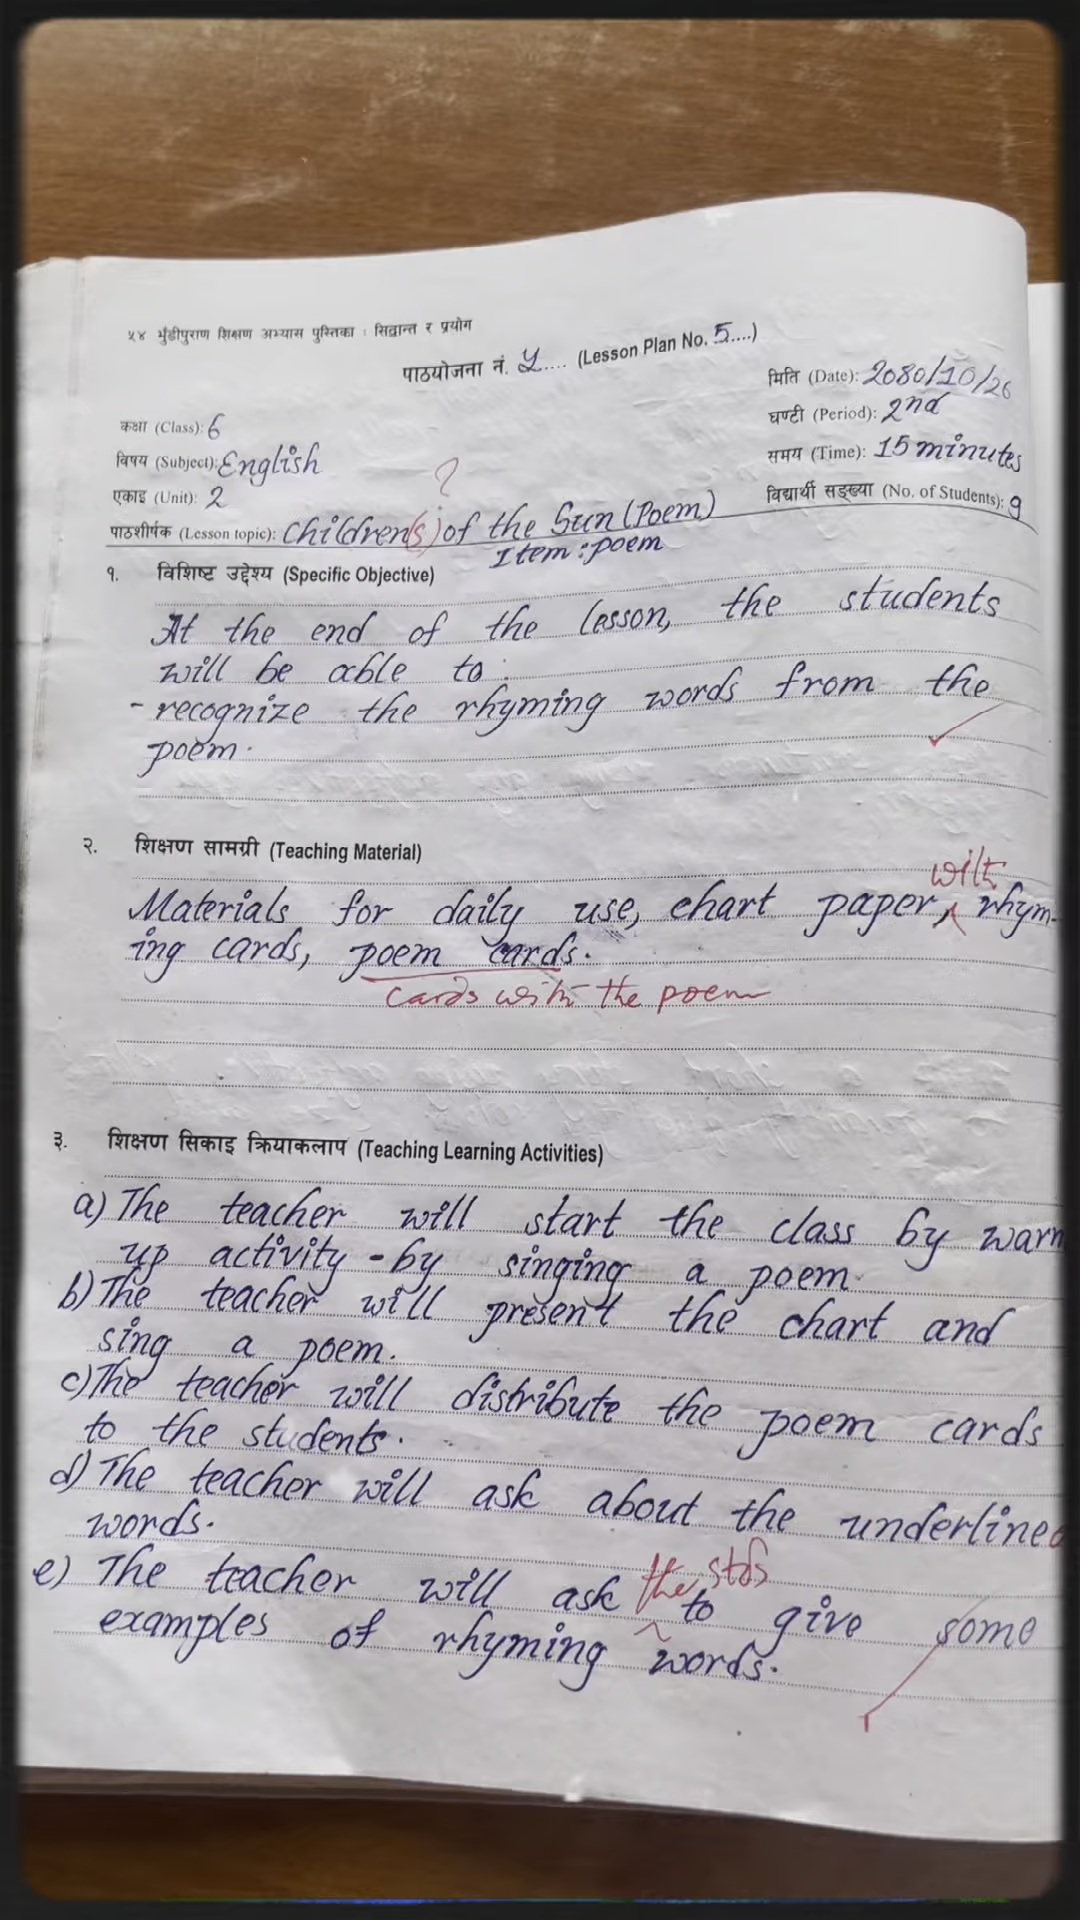 ५४ भुँडीपुराण शिक्षण अभ्यास पुस्तिका : सिद्धान्त र प्रयोग
पाठयोजना नं. ५.... (Lesson Plan No. 5....)
मिति (Date): 2080/10/26
कक्षा (Class): 6
घण्टी (Period): 2nd
विषय (Subject): English
समय (Time): 15 minutes
एकाइ (Unit): 2
विद्यार्थी सङ्ख्या (No. of Students): 9
?
पाठशीर्षक (Lesson topic): Children(s) of the Sun (Poem)
Item : poem
१. विशिष्ट उद्देश्य (Specific Objective)
At the end of the lesson, the students
will be able to :
- recognize the rhyming words from the
poem.
२. शिक्षण सामग्री (Teaching Material)
with
Materials for daily use, chart paper, rhym-
ing cards, poem cards.
cards with the poem
३. शिक्षण सिकाइ क्रियाकलाप (Teaching Learning Activities)
a) The teacher will start the class by warm
up activity - by singing a poem.
b) The teacher will present the chart and
sing a poem.
c) The teacher will distribute the poem cards
to the students.
d) The teacher will ask about the underlined
words.
the stds
e) The teacher will ask to give some
examples of rhyming words.